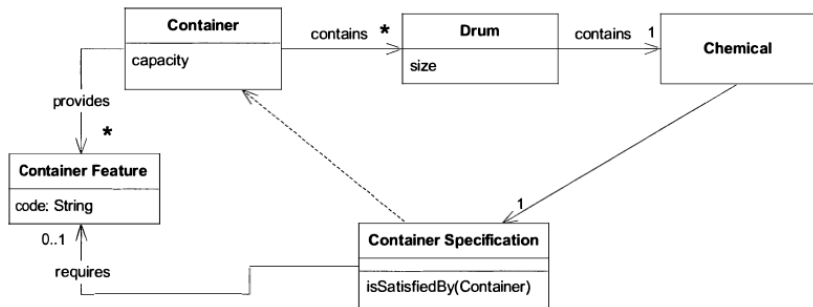 Container
capacity
contains *
Drum
size
contains 1
Chemical
provides
*
Container Feature
code: String
0..1
requires
1
Container Specification
isSatisfiedBy(Container)